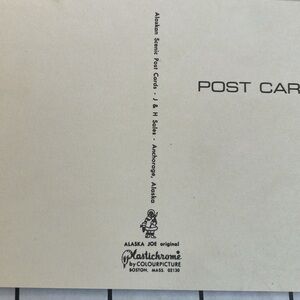 Alaskan Scenic Post Cards - J & H Sales - Anchorage, Alaska
POST CAR
ALASKA JOE original
Plastichrome
by COLOURPICTURE
BOSTON, MASS. 02130